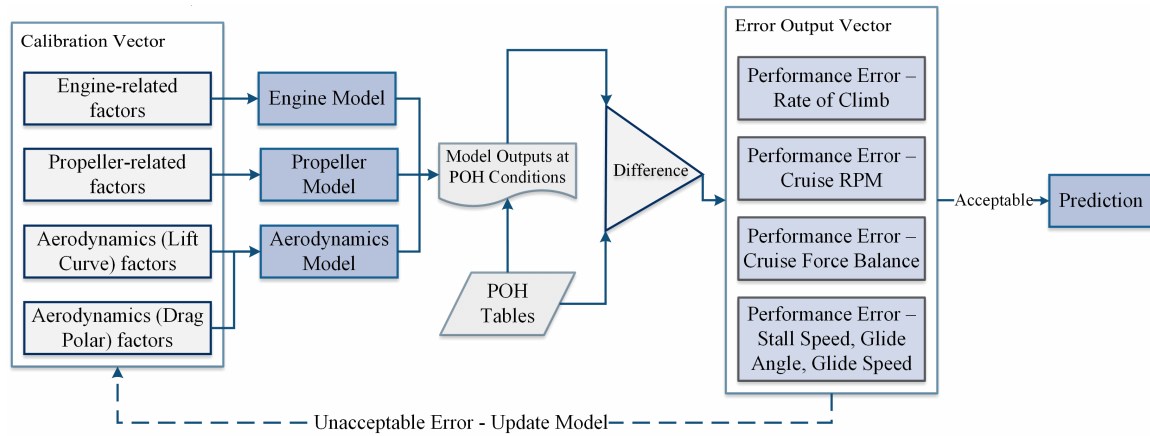 Calibration Vector
Engine-related
factors
Propeller-related
factors
Aerodynamics (Lift
Curve) factors
Aerodynamics (Drag
Polar) factors
Engine Model
Propeller
Model
Aerodynamics
Model
Model Outputs at
POH Conditions
POH
Tables
Difference
Error Output Vector
Performance Error –
Rate of Climb
Performance Error –
Cruise RPM
Performance Error –
Cruise Force Balance
Performance Error –
Stall Speed, Glide
Angle, Glide Speed
Acceptable
Prediction
Unacceptable Error - Update Model